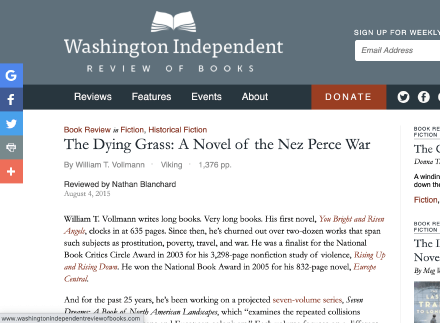 Washington Independent
REVIEW OF BOOKS
SIGN UP FOR WEEKLY
Email Address
Reviews Features Events About DONATE
Book Review in Fiction, Historical Fiction
The Dying Grass: A Novel of the Nez Perce War
By William T. Vollmann · Viking · 1,376 pp.
Reviewed by Nathan Blanchard
August 4, 2015
William T. Vollmann writes long books. Very long books. His first novel, You Bright and Risen
Angels, clocks in at 635 pages. Since then, he's churned out over two-dozen works that span
such subjects as prostitution, poverty, travel, and war. He was a finalist for the National
Book Critics Circle Award in 2003 for his 3,298-page nonfiction study of violence, Rising Up
and Rising Down. He won the National Book Award in 2005 for his 832-page novel, Europe
Central.
And for the past 25 years, he's been working on a projected seven-volume series, Seven
Dreams: A Book of North American Landscapes, which "examines the repeated collisions
www.washingtonindependentreviewofbooks.com
BOOK RE
FICTION
The C
Donna T
A windin
down the
Fiction,
BOOK RE
The I
Nove
By Meg